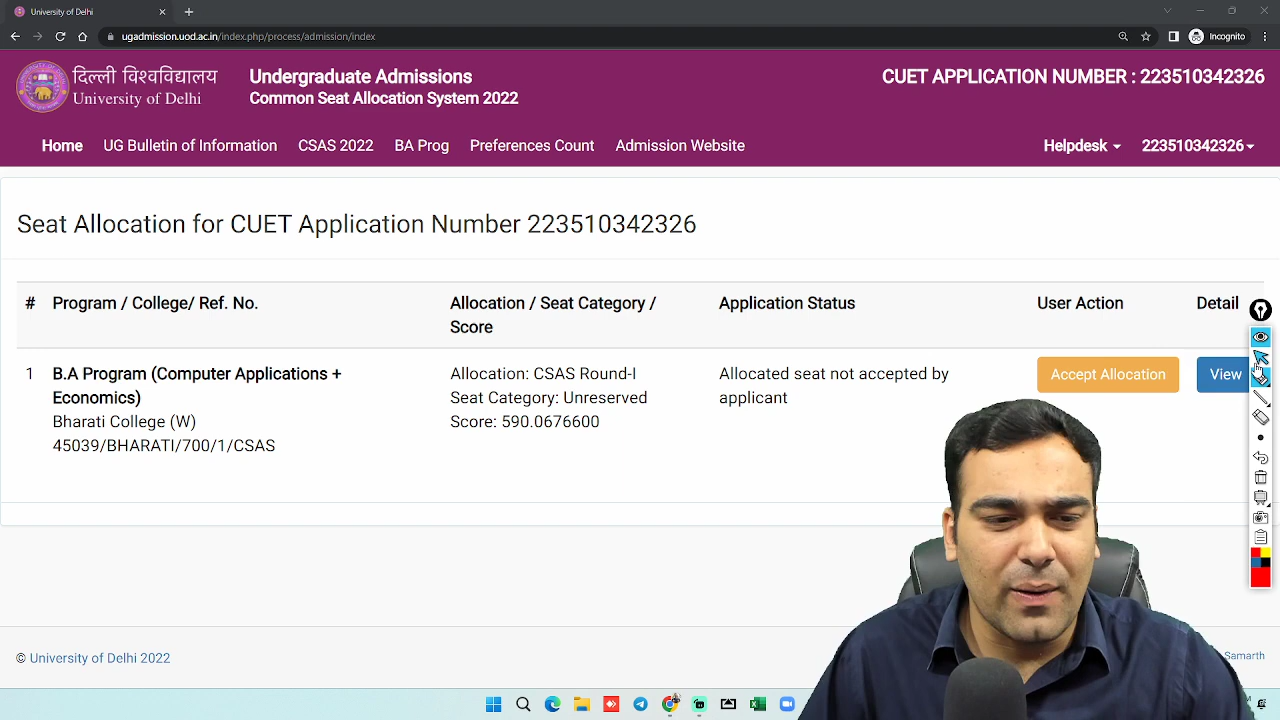 University of Delhi
ugadmission.uod.ac.in/index.php/process/admission/index
Incognito
दिल्ली विश्वविद्यालय
University of Delhi
Undergraduate Admissions
Common Seat Allocation System 2022
CUET APPLICATION NUMBER : 223510342326
Home UG Bulletin of Information CSAS 2022 BA Prog Preferences Count Admission Website Helpdesk 223510342326
Seat Allocation for CUET Application Number 223510342326
# Program / College/ Ref. No. Allocation / Seat Category / Score Application Status User Action Detail
1 B.A Program (Computer Applications + Economics)
Bharati College (W)
45039/BHARATI/700/1/CSAS
Allocation: CSAS Round-I
Seat Category: Unreserved
Score: 590.0676600
Allocated seat not accepted by
applicant
Accept Allocation
View
© University of Delhi 2022
Samarth